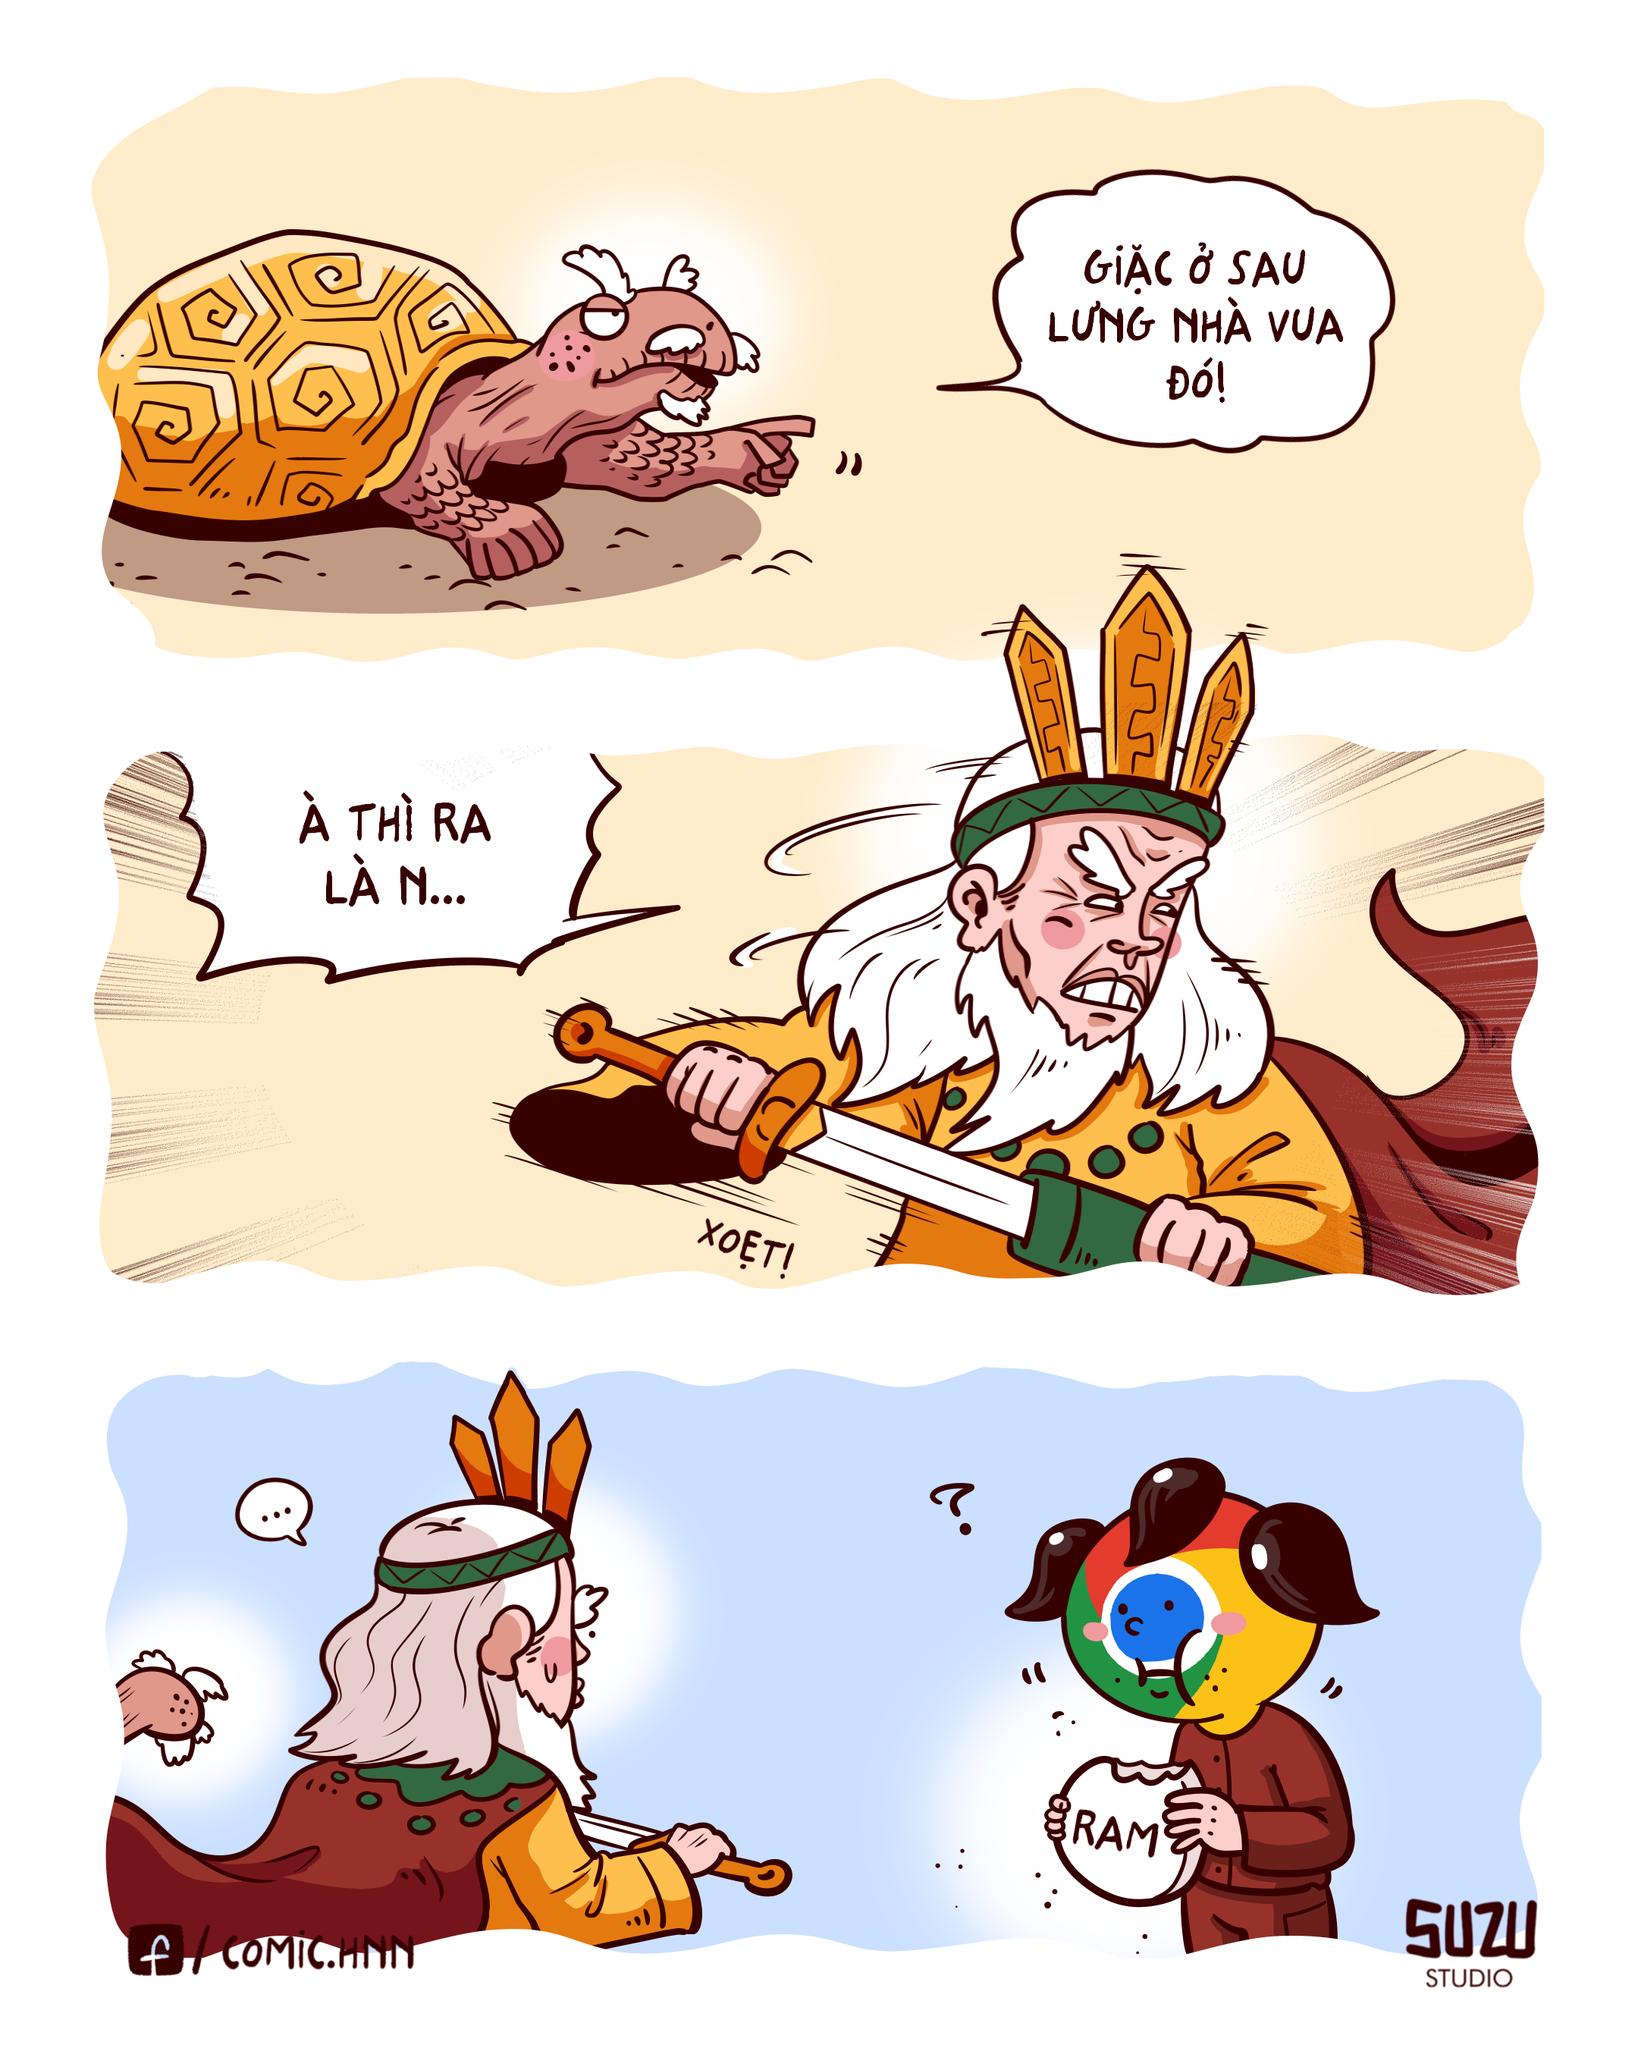 GIẶC Ở SAU
LƯNG NHÀ VUA
ĐÓ!
À THÌ RA
LÀ N...
XOẸT!
...
?
RAM
f/COMIC.HNN
SUZU
STUDIO